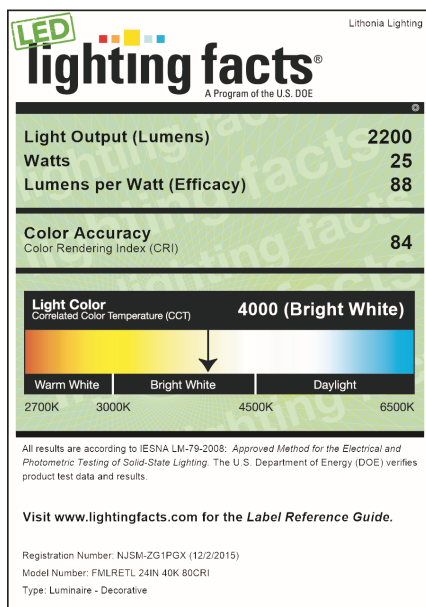 Lithonia Lighting
LED
lighting facts®
A Program of the U.S. DOE
Light Output (Lumens) 2200
Watts 25
Lumens per Watt (Efficacy) 88
Color Accuracy
Color Rendering Index (CRI) 84
Light Color
Correlated Color Temperature (CCT) 4000 (Bright White)
Warm White Bright White Daylight
2700K 3000K 4500K 6500K
All results are according to IESNA LM-79-2008: Approved Method for the Electrical and
Photometric Testing of Solid-State Lighting. The U.S. Department of Energy (DOE) verifies
product test data and results.
Visit www.lightingfacts.com for the Label Reference Guide.
Registration Number: NJSM-ZG1PGX (12/2/2015)
Model Number: FMLRETL 24IN 40K 80CRI
Type: Luminaire - Decorative